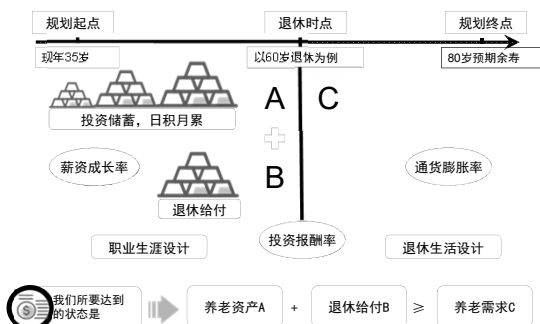 规划起点
退休时点
规划终点
现年35岁
以60岁退休为例
80岁预期余寿
A
C
投资储蓄，日积月累
B
薪资成长率
通货膨胀率
退休给付
投资报酬率
职业生涯设计
退休生活设计
我们所要达到
的状态是
养老资产A + 退休给付B ≥ 养老需求C